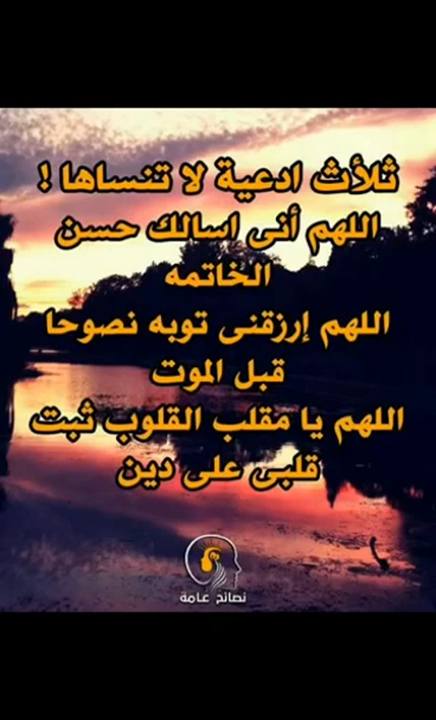 ثلأث ادعية لا تنساها !
اللهم أنى اسالك حسن
الخاتمه
اللهم إرزقنى توبه نصوحا
قبل الموت
اللهم يا مقلب القلوب ثبت
قلبى على دين
نصائح عامة